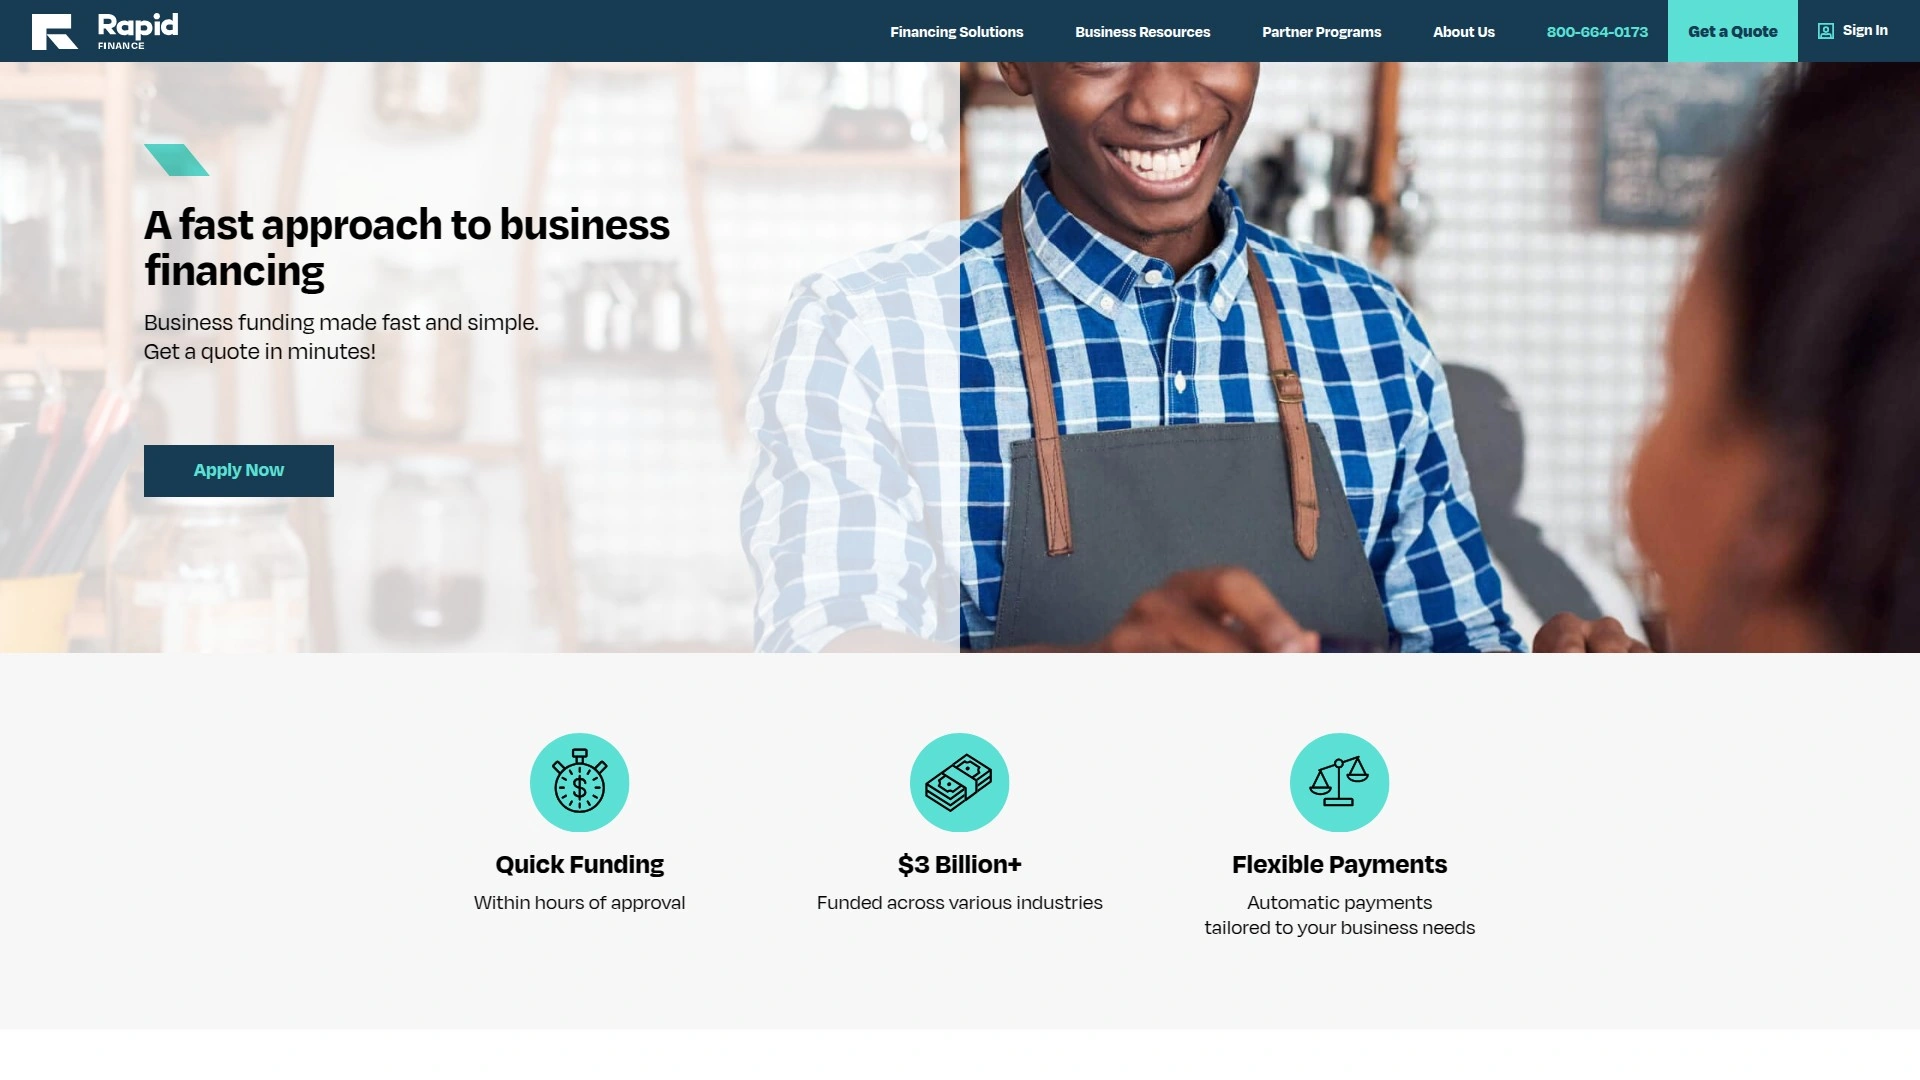 Rapid
FINANCE
Financing Solutions
Business Resources
Partner Programs
About Us
800-664-0173
Get a Quote
Sign In
A fast approach to business
financing
Business funding made fast and simple.
Get a quote in minutes!
Apply Now
Quick Funding
Within hours of approval
$3 Billion+
Funded across various industries
Flexible Payments
Automatic payments
tailored to your business needs